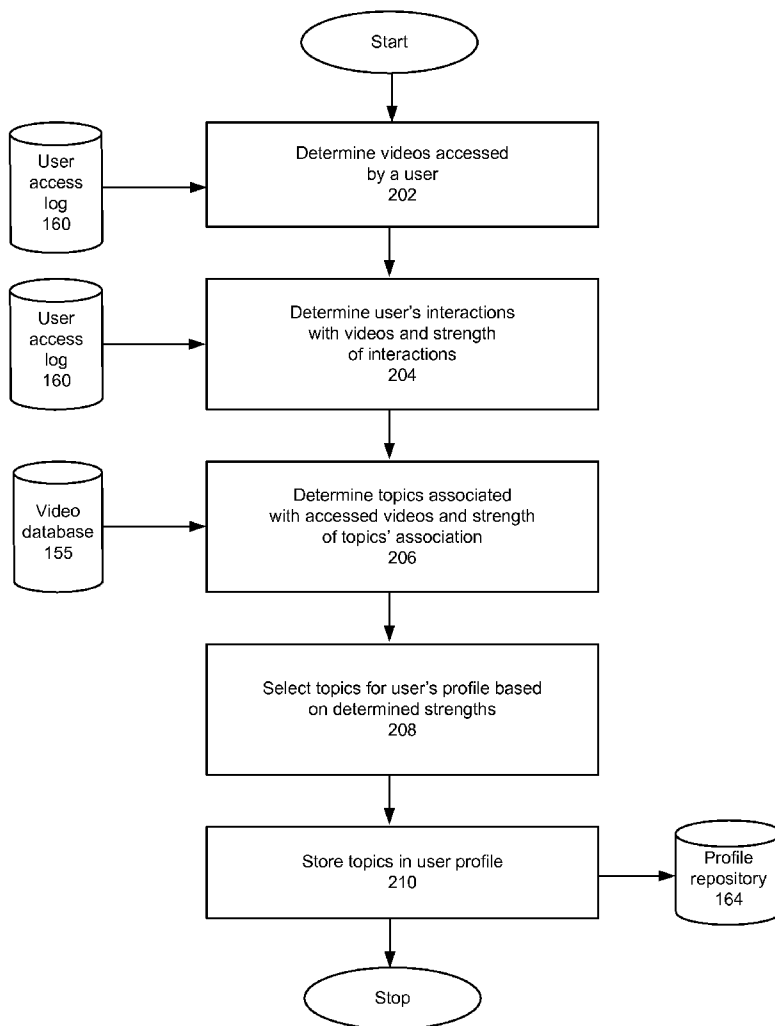 Start
User
access
log
160
Determine videos accessed
by a user
202
User
access
log
160
Determine user's interactions
with videos and strength
of interactions
204
Video
database
155
Determine topics associated
with accessed videos and strength
of topics' association
206
Select topics for user's profile based
on determined strengths
208
Store topics in user profile
210
Profile
repository
164
Stop